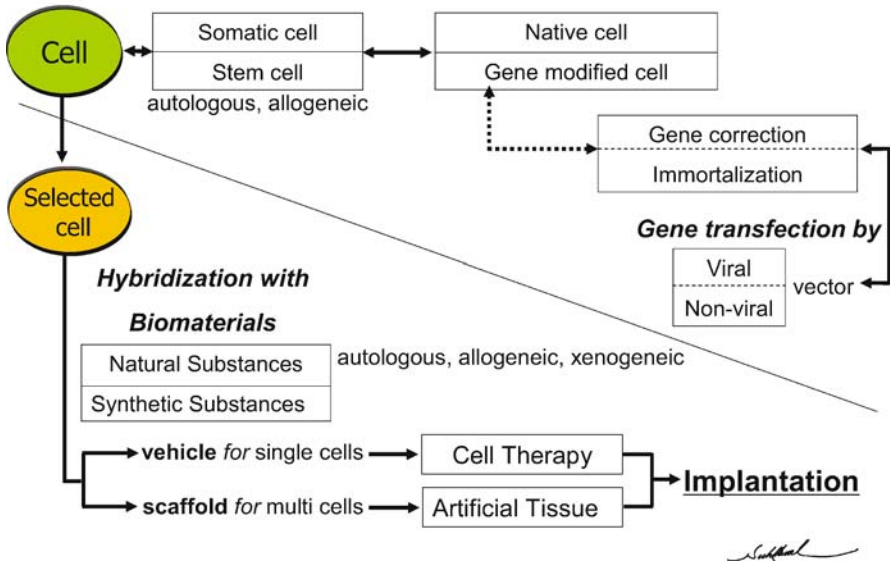 Cell
Somatic cell
Stem cell
autologous, allogeneic
Native cell
Gene modified cell
Gene correction
Immortalization
Gene transfection by
Viral
Non-viral
vector
Selected
cell
Hybridization with
Biomaterials
Natural Substances
Synthetic Substances
autologous, allogeneic, xenogeneic
vehicle for single cells
Cell Therapy
scaffold for multi cells
Artificial Tissue
Implantation